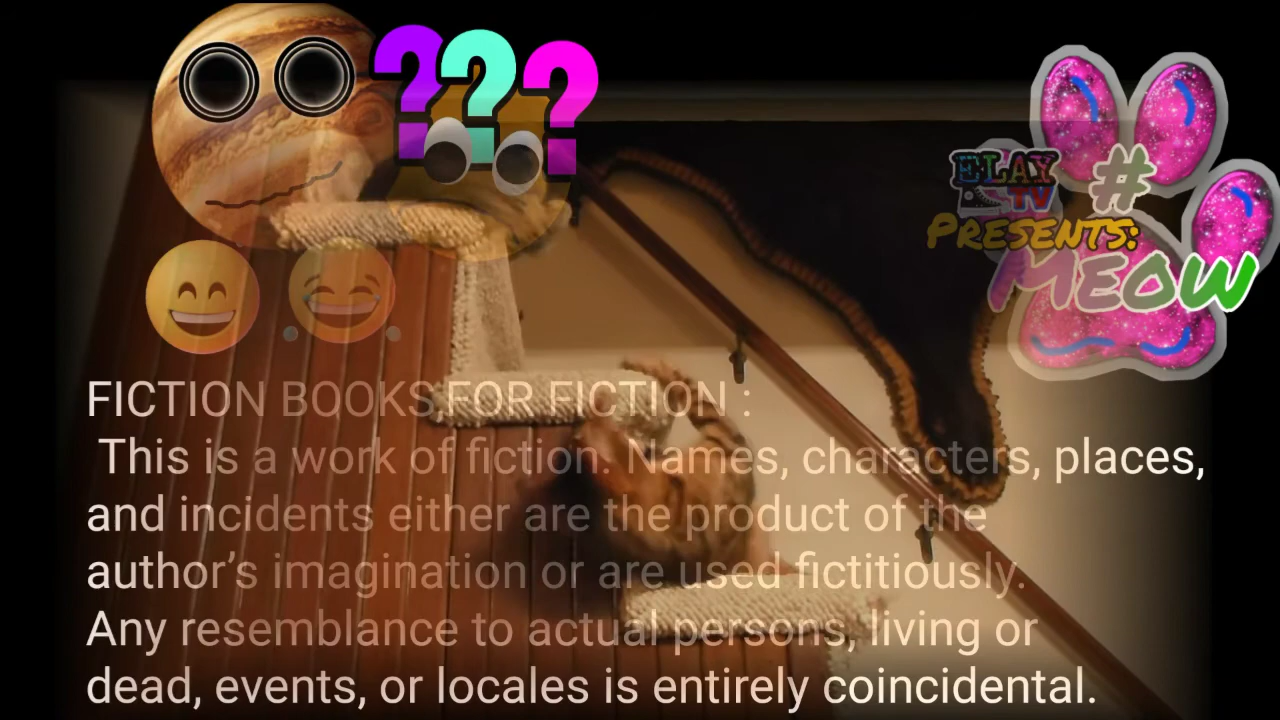 ???
ELAY
TV
#
PRESENTS:
MEOW
FICTION BOOKS FOR FICTION :
This is a work of fiction. Names, characters, places,
and incidents either are the product of the
author’s imagination or are used fictitiously.
Any resemblance to actual persons, living or
dead, events, or locales is entirely coincidental.